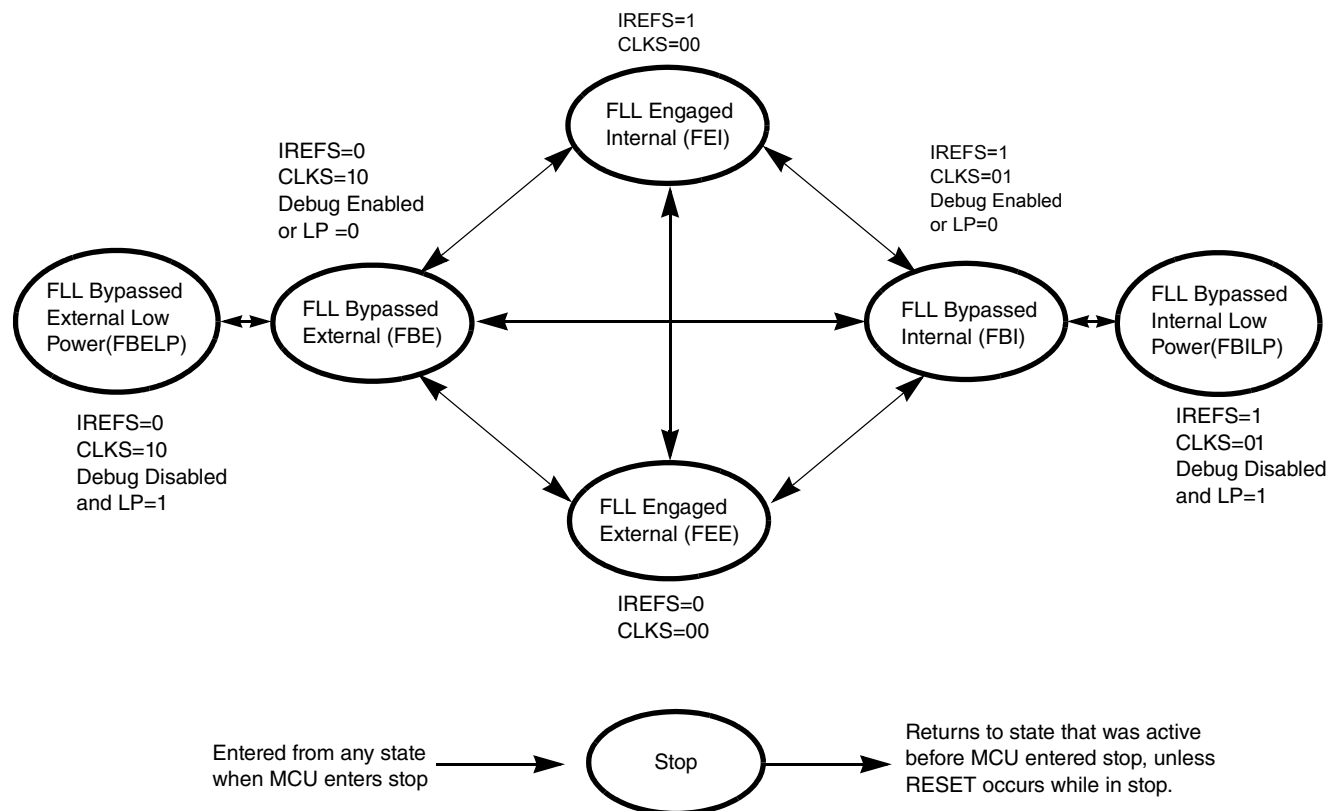 IREFS=1
CLKS=00
FLL Engaged
Internal (FEI)
IREFS=0
CLKS=10
Debug Enabled
or LP =0
IREFS=1
CLKS=01
Debug Enabled
or LP=0
FLL Bypassed
External Low
Power(FBELP)
FLL Bypassed
External (FBE)
FLL Bypassed
Internal (FBI)
FLL Bypassed
Internal Low
Power(FBILP)
IREFS=0
CLKS=10
Debug Disabled
and LP=1
IREFS=1
CLKS=01
Debug Disabled
and LP=1
FLL Engaged
External (FEE)
IREFS=0
CLKS=00
Entered from any state
when MCU enters stop
Stop
Returns to state that was active
before MCU entered stop, unless
RESET occurs while in stop.